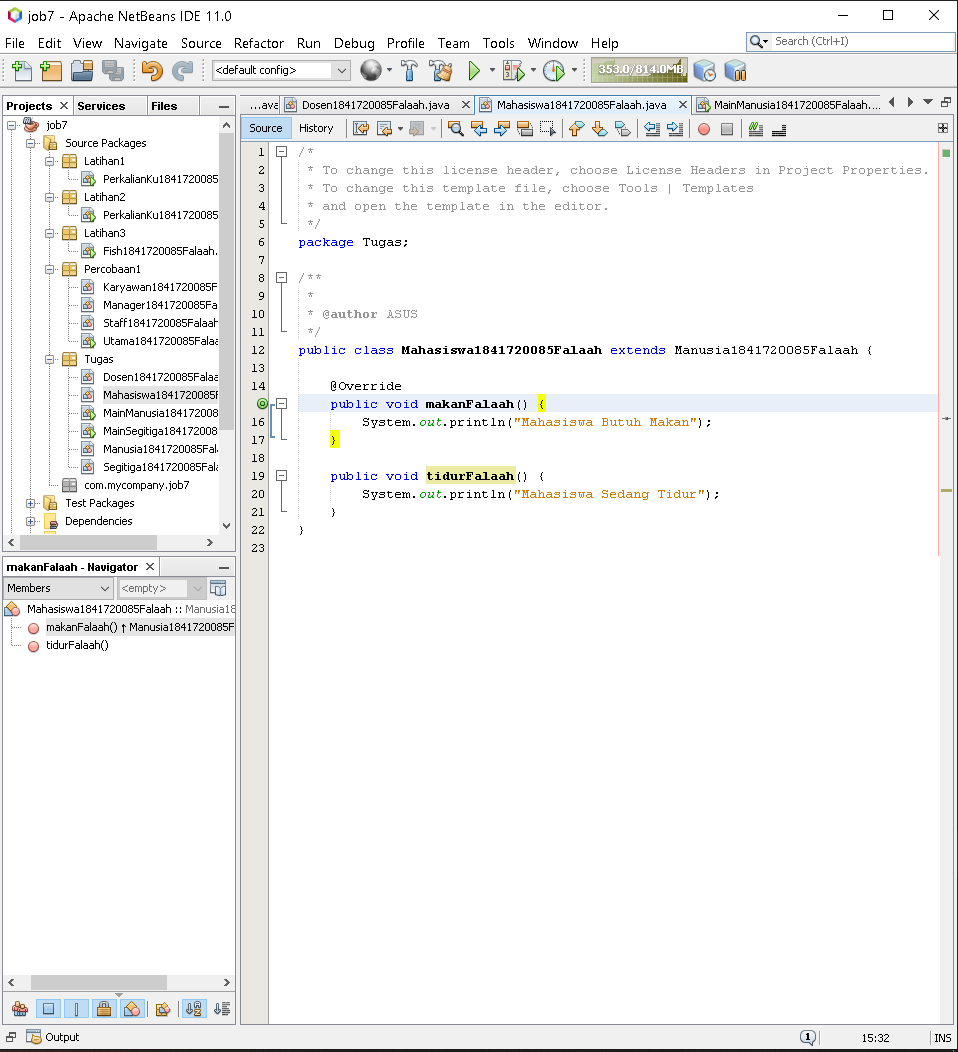 job7 - Apache NetBeans IDE 11.0
File Edit View Navigate Source Refactor Run Debug Profile Team Tools Window Help
Search (Ctrl+I)
<default config>
353.0/814.0MB
Projects Services Files
...ava Dosen1841720085Falaah.java Mahasiswa1841720085Falaah.java MainManusia1841720085Falaah....
Source History
job7
Source Packages
Latihan1
PerkalianKu1841720085
Latihan2
PerkalianKu1841720085
Latihan3
Fish1841720085Falaah.
Percobaan1
Karyawan1841720085F
Manager1841720085Fa
Staff1841720085Falaah
Utama1841720085Falaa
Tugas
Dosen1841720085Falaa
Mahasiswa1841720085F
MainManusia184172008
MainSegitiga184172008
Manusia1841720085Fal
Segitiga1841720085Fala
com.mycompany.job7
Test Packages
Dependencies
makanFalaah - Navigator
Members <empty>
Mahasiswa1841720085Falaah :: Manusia18
makanFalaah() ↑ Manusia1841720085F
tidurFalaah()
1 /*
2 * To change this license header, choose License Headers in Project Properties.
3 * To change this template file, choose Tools | Templates
4 * and open the template in the editor.
5 */
6 package Tugas;
7
8 /**
9 *
10 * @author ASUS
11 */
12 public class Mahasiswa1841720085Falaah extends Manusia1841720085Falaah {
13
14 @Override
public void makanFalaah() {
16 System.out.println("Mahasiswa Butuh Makan");
17 }
18
19 public void tidurFalaah() {
20 System.out.println("Mahasiswa Sedang Tidur");
21 }
22 }
23
Output
1
15:32 INS